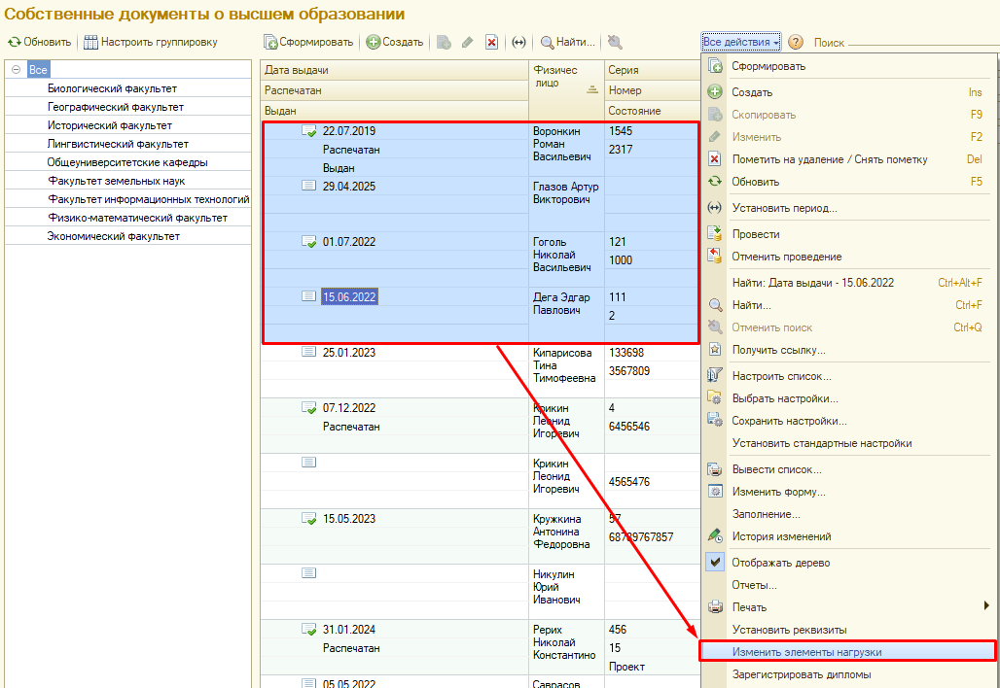 Собственные документы о высшем образовании
Обновить
Настроить группировку
Сформировать
Создать
Найти...
Все действия
Поиск
Все
Биологический факультет
Географический факультет
Исторический факультет
Лингвистический факультет
Общеуниверситетские кафедры
Факультет земельных наук
Факультет информационных технологий
Физико-математический факультет
Экономический факультет
Дата выдачи
Распечатан
Выдан
Физичес
лицо
Серия
Номер
Состояние
22.07.2019
Распечатан
Выдан
Воронкин
Роман
Васильевич
1545
2317
29.04.2025
Глазов Артур
Викторович
01.07.2022
Гоголь
Николай
Васильевич
121
1000
15.06.2022
Дега Эдгар
Павлович
111
2
25.01.2023
Кипарисова
Тина
Тимофеевна
133698
3567809
07.12.2022
Распечатан
Крикин
Леонид
Игоревич
4
6456546
Крикин
Леонид
Игоревич
4565476
15.05.2023
Кружкина
Антонина
Федоровна
57
68789767857
Никулин
Юрий
Иванович
31.01.2024
Распечатан
Рерих
Николай
Константино
456
15
Проект
05.05.2022
Саврасов
Сформировать
Создать Ins
Скопировать F9
Изменить F2
Пометить на удаление / Снять пометку Del
Обновить F5
Установить период...
Провести
Отменить проведение
Найти: Дата выдачи - 15.06.2022 Ctrl+Alt+F
Найти... Ctrl+F
Отменить поиск Ctrl+Q
Получить ссылку...
Настроить список...
Выбрать настройки...
Сохранить настройки...
Установить стандартные настройки
Вывести список...
Изменить форму...
Заполнение...
История изменений
Отображать дерево
Отчеты...
Печать
Установить реквизиты
Изменить элементы нагрузки
Зарегистрировать дипломы